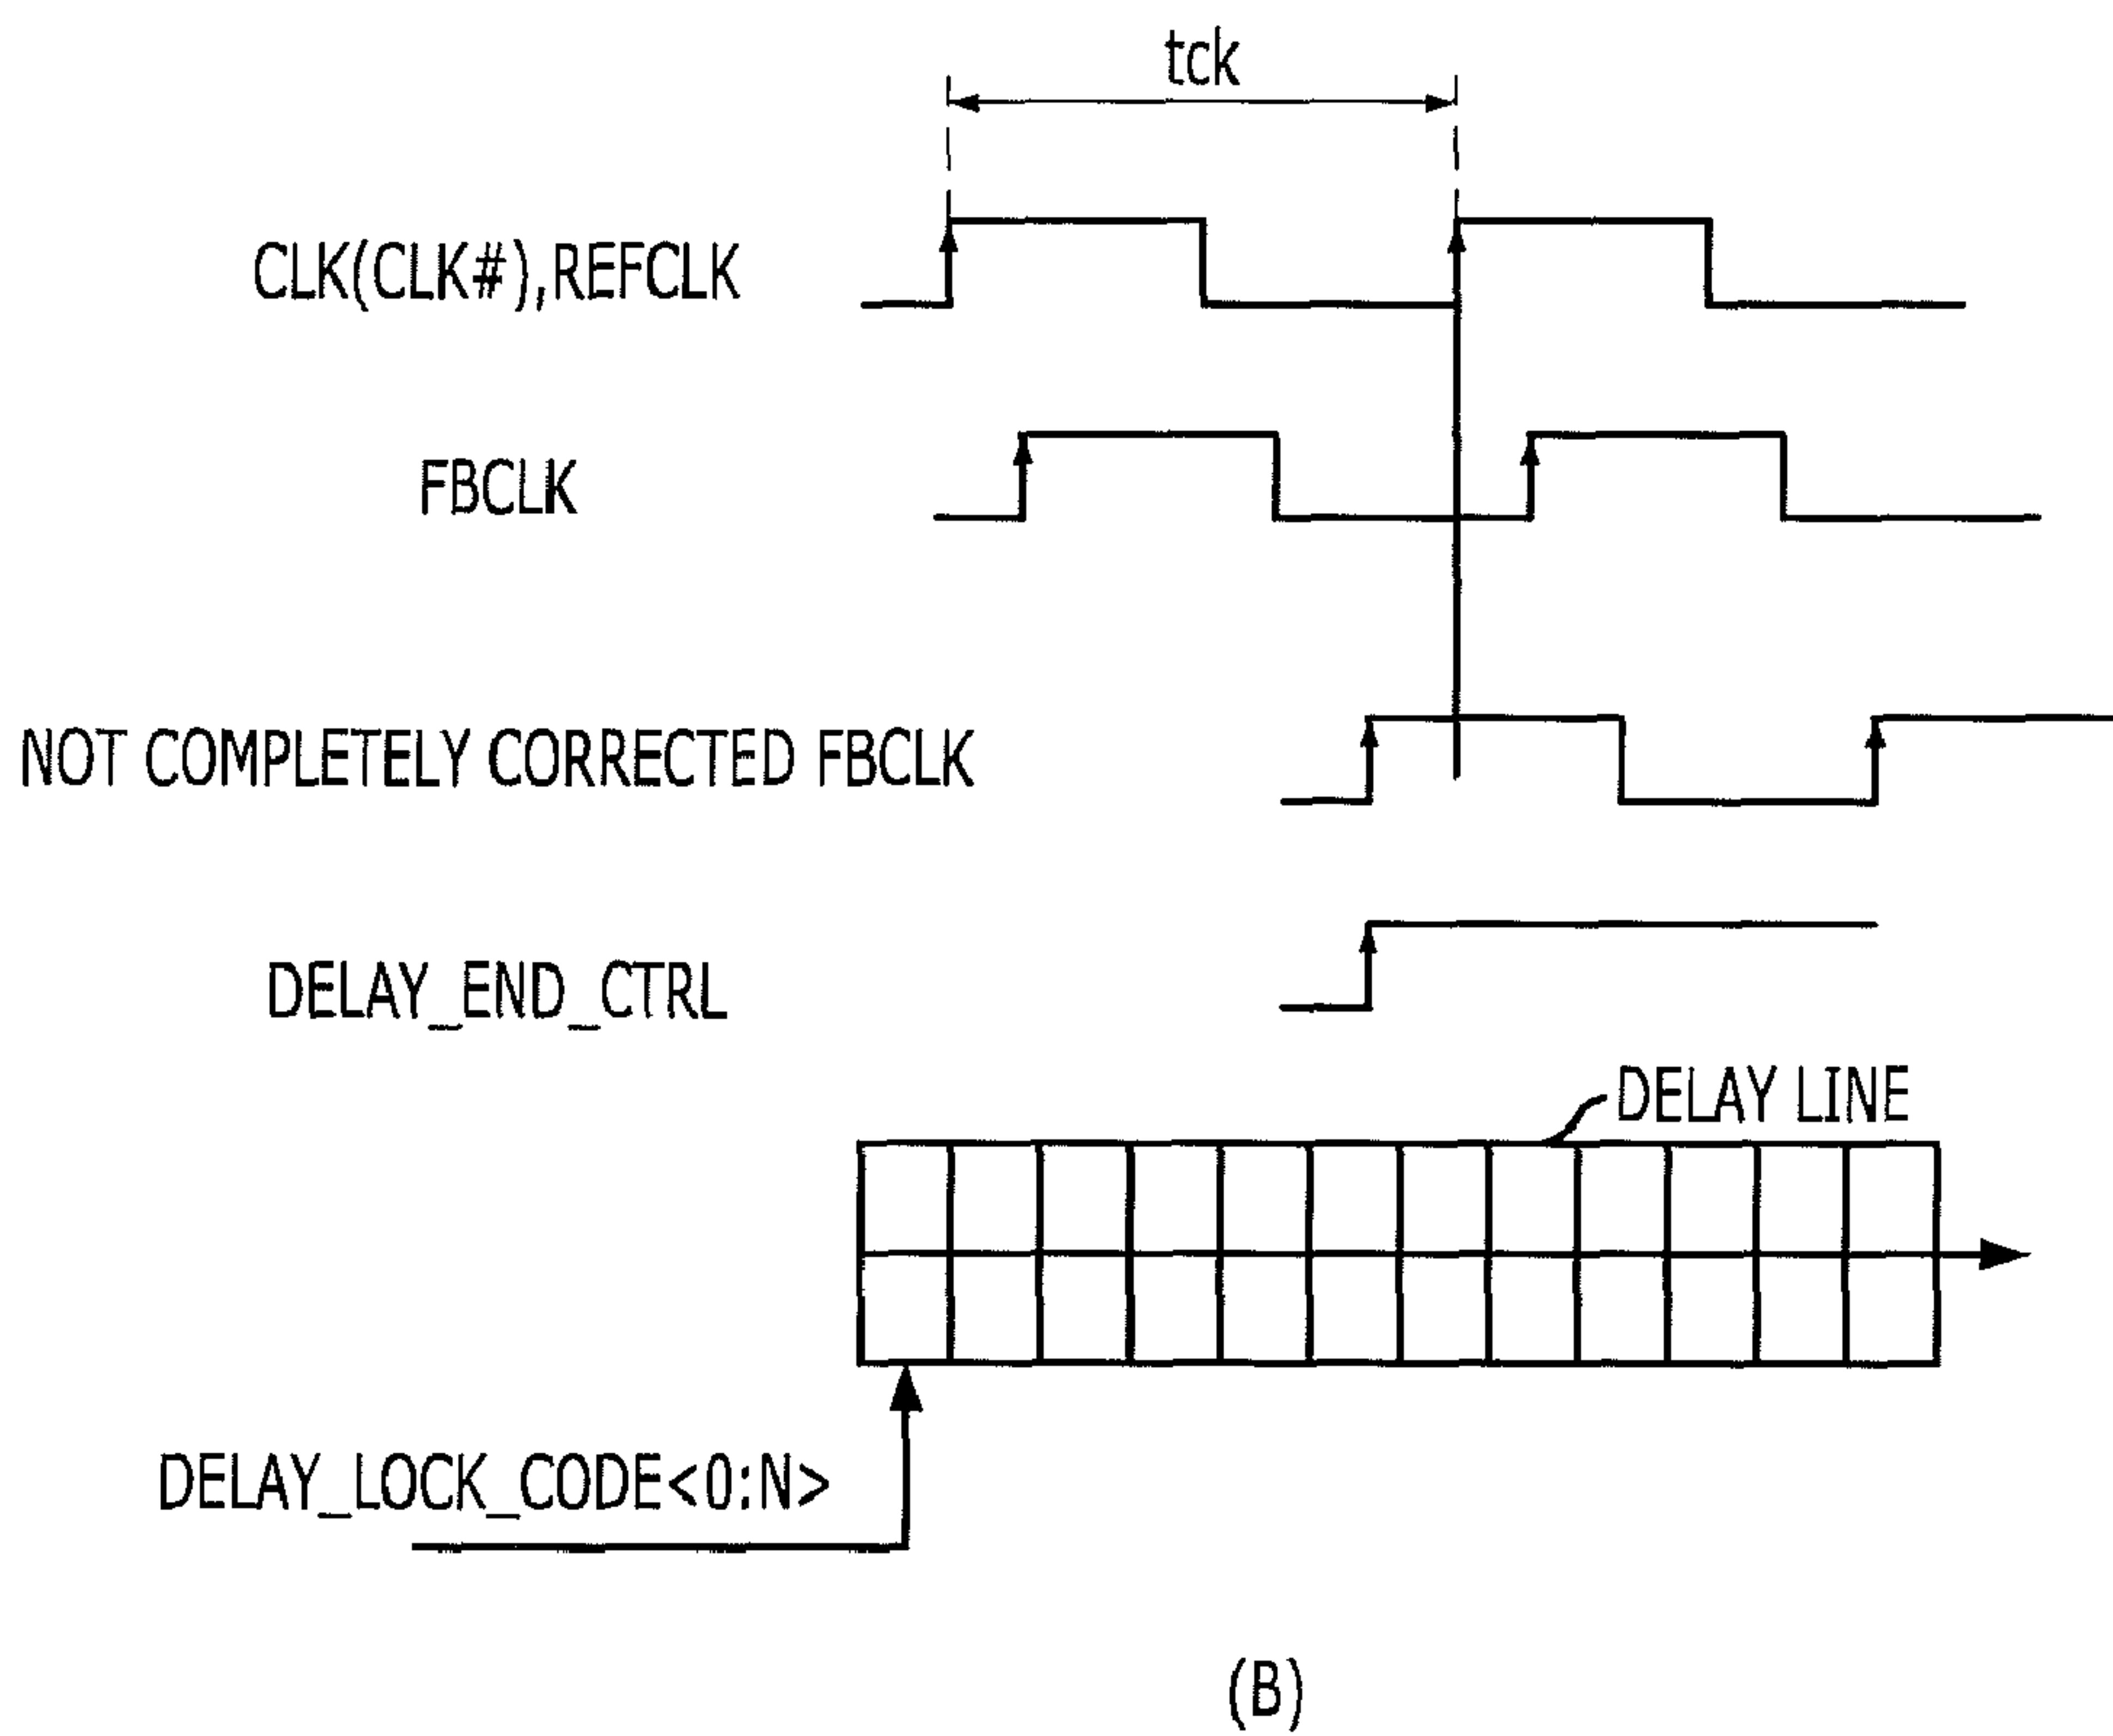 tck
CLK(CLK#),REFCLK
FBCLK
NOT COMPLETELY CORRECTED FBCLK
DELAY_END_CTRL
DELAY LINE
DELAY_LOCK_CODE<0:N>
(B)